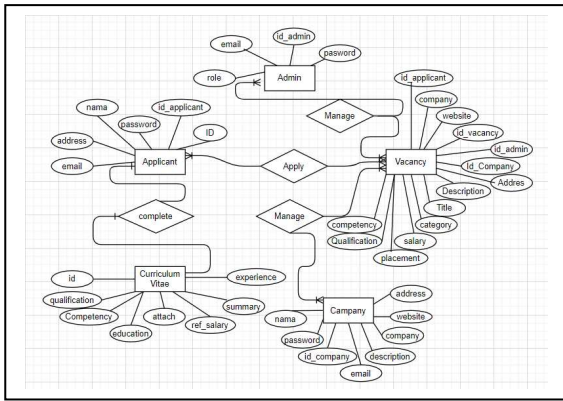 id_admin
email
pasword
role
Admin
id_applicant
nama
id_applicant
company
password
Manage
website
ID
id_vacancy
address
id_admin
Applicant
Apply
Vacancy
Id_Company
email
Addres
Description
Title
complete
Manage
competency
category
Qualification
salary
placement
id
Curriculum
Vitae
experience
address
qualification
summary
nama
Campany
website
Competency
attach
ref_salary
password
company
education
id_company
description
email